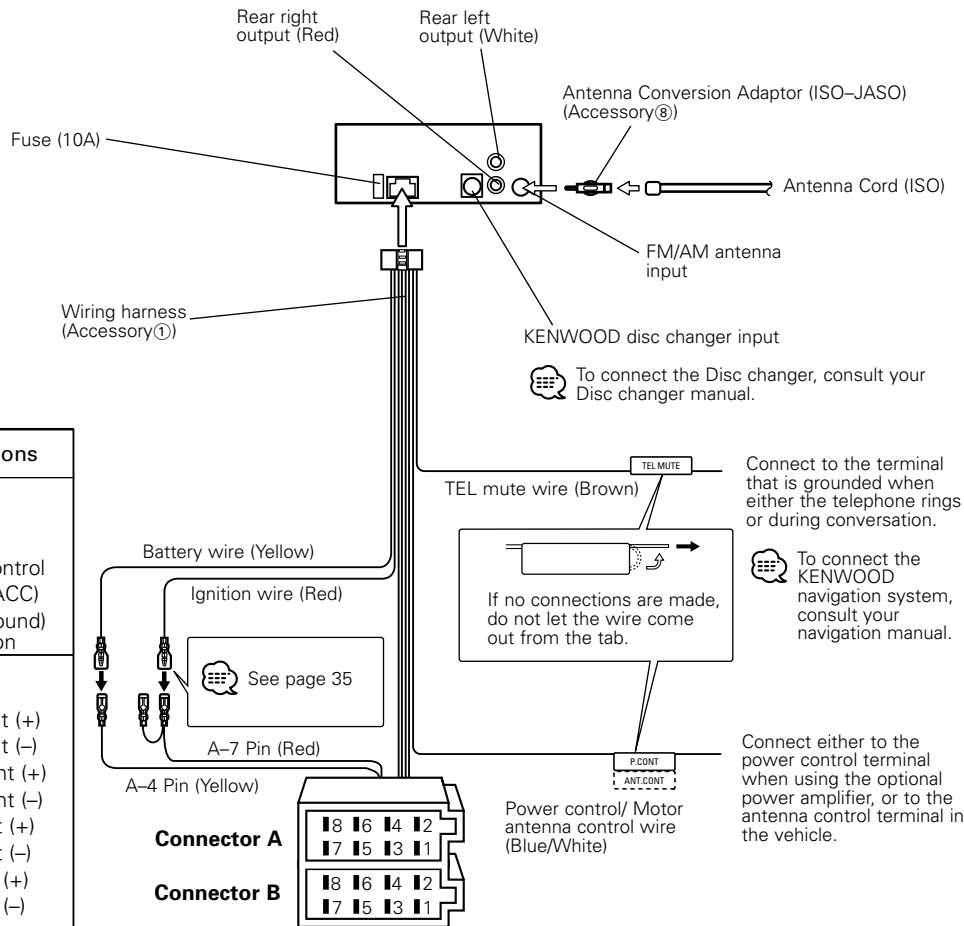 Rear right
output (Red)
Rear left
output (White)
Antenna Conversion Adaptor (ISO–JASO)
(Accessory⑧)
Fuse (10A)
Antenna Cord (ISO)
FM/AM antenna
input
Wiring harness
(Accessory①)
KENWOOD disc changer input
To connect the Disc changer, consult your
Disc changer manual.
TEL MUTE
TEL mute wire (Brown)
Connect to the terminal
that is grounded when
either the telephone rings
or during conversation.
To connect the
KENWOOD
navigation system,
consult your
navigation manual.
If no connections are made,
do not let the wire come
out from the tab.
Battery wire (Yellow)
Ignition wire (Red)
See page 35
A–7 Pin (Red)
A–4 Pin (Yellow)
P.CONT
ANT.CONT
Power control/ Motor
antenna control wire
(Blue/White)
Connect either to the
power control terminal
when using the optional
power amplifier, or to the
antenna control terminal in
the vehicle.
Connector A
8 6 4 2
7 5 3 1
Connector B
8 6 4 2
7 5 3 1
ons
ontrol
ACC)
ound)
on
t (+)
t (–)
nt (+)
nt (–)
t (+)
t (–)
(+)
(–)